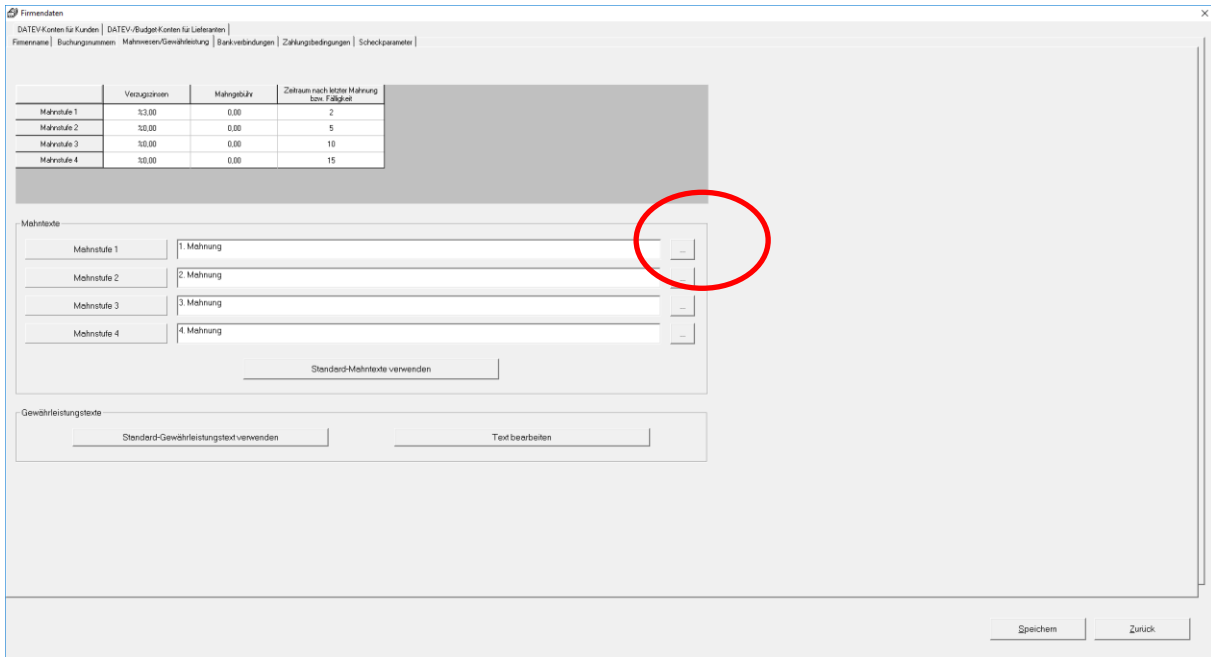 Firmendaten
DATEV-Konten für Kunden DATEV-/Budget-Konten für Lieferanten
Firmenname Buchungsnummern Mahnwesen/Gewährleistung Bankverbindungen Zahlungsbedingungen Scheckparameter
Verzugszinsen Mahngebühr Zeitraum nach letzter Mahnung
bzw. Fälligkeit
Mahnstufe 1 %3,00 0,00 2
Mahnstufe 2 %0,00 0,00 5
Mahnstufe 3 %0,00 0,00 10
Mahnstufe 4 %0,00 0,00 15
Mahntexte
Mahnstufe 1 1. Mahnung ...
Mahnstufe 2 2. Mahnung ...
Mahnstufe 3 3. Mahnung ...
Mahnstufe 4 4. Mahnung ...
Standard-Mahntexte verwenden
Gewährleistungstexte
Standard-Gewährleistungstext verwenden Text bearbeiten
Speichern Zurück